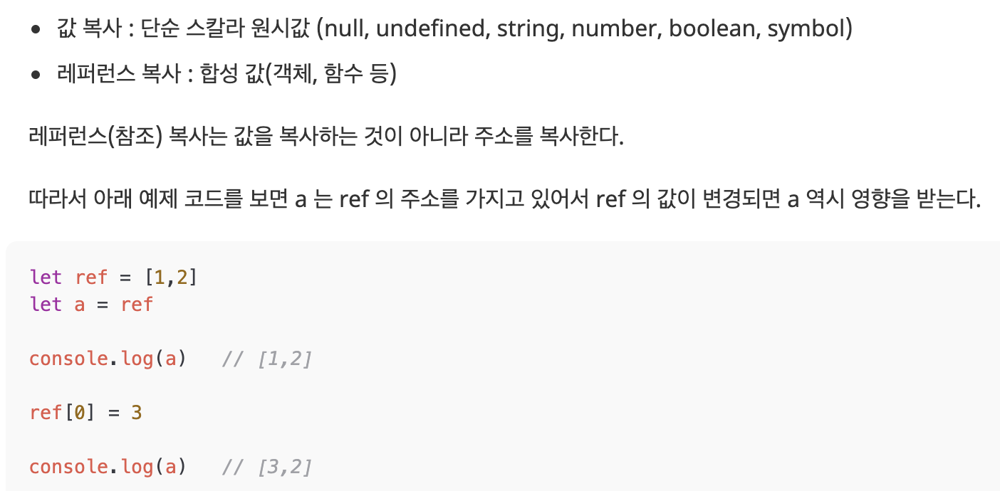 • 값 복사 : 단순 스칼라 원시값 (null, undefined, string, number, boolean, symbol)
• 레퍼런스 복사 : 합성 값(객체, 함수 등)
레퍼런스(참조) 복사는 값을 복사하는 것이 아니라 주소를 복사한다.
따라서 아래 예제 코드를 보면 a 는 ref 의 주소를 가지고 있어서 ref 의 값이 변경되면 a 역시 영향을 받는다.
let ref = [1,2]
let a = ref
console.log(a)   // [1,2]
ref[0] = 3
console.log(a)   // [3,2]